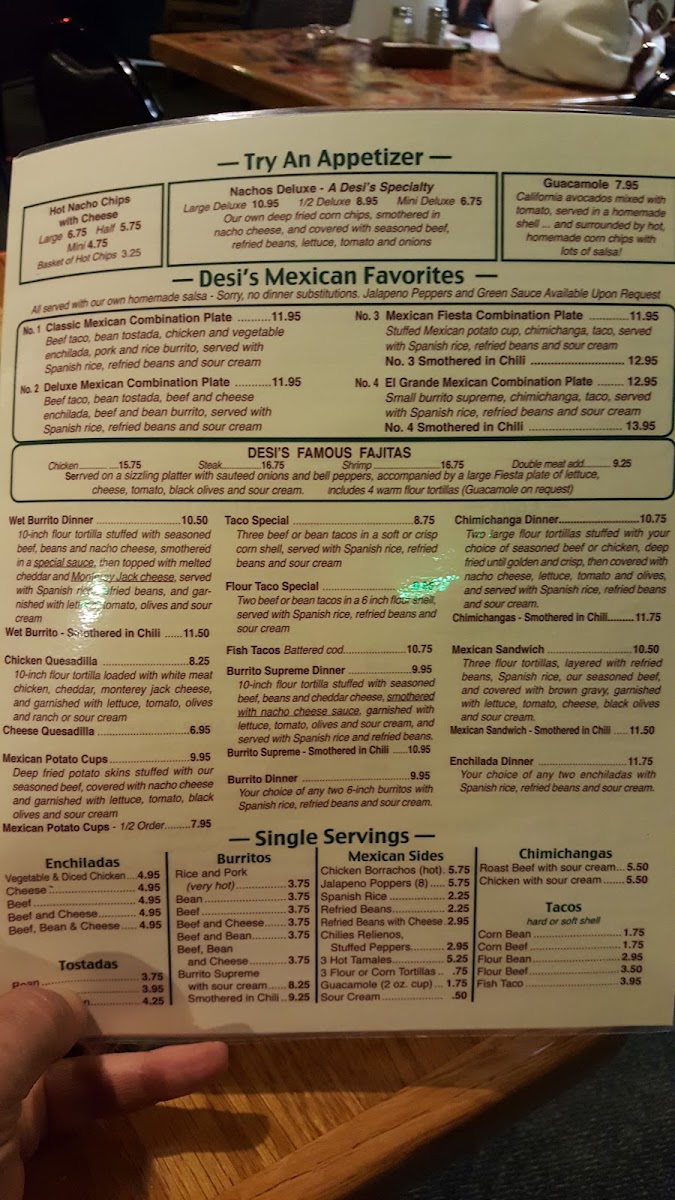 — Try An Appetizer —
Hot Nacho Chips
with Cheese
Large 6.75 Half 5.75
Mini 4.75
Basket of Hot Chips 3.25
Nachos Deluxe - A Desi's Specialty
Large Deluxe 10.95 1/2 Deluxe 8.95 Mini Deluxe 6.75
Our own deep fried corn chips, smothered in
nacho cheese, and covered with seasoned beef,
refried beans, lettuce, tomato and onions
Guacamole 7.95
California avocados mixed with
tomato, served in a homemade
shell ... and surrounded by hot,
homemade corn chips with
lots of salsa!
— Desi's Mexican Favorites —
All served with our own homemade salsa - Sorry, no dinner substitutions. Jalapeno Peppers and Green Sauce Available Upon Request
No. 1 Classic Mexican Combination Plate ..........11.95
Beef taco, bean tostada, chicken and vegetable
enchilada, pork and rice burrito, served with
Spanish rice, refried beans and sour cream
No. 2 Deluxe Mexican Combination Plate ..........11.95
Beef taco, bean tostada, beef and cheese
enchilada, beef and bean burrito, served with
Spanish rice, refried beans and sour cream
No. 3 Mexican Fiesta Combination Plate ............11.95
Stuffed Mexican potato cup, chimichanga, taco, served
with Spanish rice, refried beans and sour cream
No. 3 Smothered in Chili .......................... 12.95
No. 4 El Grande Mexican Combination Plate ........ 12.95
Small burrito supreme, chimichanga, taco, served
with Spanish rice, refried beans and sour cream
No. 4 Smothered in Chili .......................... 13.95
DESI'S FAMOUS FAJITAS
Chicken............15.75 Steak............16.75 Shrimp....................16.75 Double meat add..........9.25
Serrved on a sizzling platter with sauteed onions and bell peppers, accompanied by a large Fiesta plate of lettuce,
cheese, tomato, black olives and sour cream. Includes 4 warm flour tortillas (Guacamole on request)
Wet Burrito Dinner ......................10.50
10-inch flour tortilla stuffed with seasoned
beef, beans and nacho cheese, smothered
in a special sauce, then topped with melted
cheddar and Monterey Jack cheese, served
with Spanish rice, refried beans, and gar-
nished with lettuce, tomato, olives and sour
cream
Wet Burrito - Smothered in Chili ......11.50
Chicken Quesadilla ......................8.25
10-inch flour tortilla loaded with white meat
chicken, cheddar, monterey jack cheese,
and garnished with lettuce, tomato, olives
and ranch or sour cream
Cheese Quesadilla ......................6.95
Mexican Potato Cups......................9.95
Deep fried potato skins stuffed with our
seasoned beef, covered with nacho cheese
and garnished with lettuce, tomato, black
olives and sour cream
Mexican Potato Cups - 1/2 Order.........7.95
Taco Special ..............................8.75
Three beef or bean tacos in a soft or crisp
corn shell, served with Spanish rice, refried
beans and sour cream
Flour Taco Special ......................
Two beef or bean tacos in a 6 inch flour shell,
served with Spanish rice, refried beans and
sour cream
Fish Tacos Battered cod..................10.75
Burrito Supreme Dinner ..................9.95
10-inch flour tortilla stuffed with seasoned
beef, beans and cheddar cheese, smothered
with nacho cheese sauce, garnished with
lettuce, tomato, olives and sour cream, and
served with Spanish rice and refried beans.
Burrito Supreme - Smothered in Chili .....10.95
Burrito Dinner ..............................9.95
Your choice of any two 6-inch burritos with
Spanish rice, refried beans and sour cream.
Chimichanga Dinner......................10.75
Two large flour tortillas stuffed with your
choice of seasoned beef or chicken, deep
fried until golden and crisp, then covered with
nacho cheese, lettuce, tomato and olives,
and served with Spanish rice, refried beans
and sour cream.
Chimichangas - Smothered in Chili.........11.75
Mexican Sandwich ......................10.50
Three flour tortillas, layered with refried
beans, Spanish rice, our seasoned beef,
and covered with brown gravy, garnished
with lettuce, tomato, cheese, black olives
and sour cream.
Mexican Sandwich - Smothered in Chili .....11.50
Enchilada Dinner ......................11.75
Your choice of any two enchiladas with
Spanish rice, refried beans and sour cream.
— Single Servings —
Enchiladas
Vegetable & Diced Chicken...4.95
Cheese ......................4.95
Beef..........................4.95
Beef and Cheese..............4.95
Beef, Bean & Cheese .....4.95
Tostadas
Bean......................3.75
3.95
4.25
Burritos
Rice and Pork
(very hot)..................3.75
Bean..........................3.75
Beef..........................3.75
Beef and Cheese.......3.75
Beef and Bean..........3.75
Beef, Bean
and Cheese..............3.75
Burrito Supreme
with sour cream......8.25
Smothered in Chili..9.25
Mexican Sides
Chicken Borrachos (hot). 5.75
Jalapeno Poppers (8) ..... 5.75
Spanish Rice .................. 2.25
Refried Beans................. 2.25
Refried Beans with Cheese .2.95
Chilies Relienos,
Stuffed Peppers............. 2.95
3 Hot Tamales................. 5.25
3 Flour or Corn Tortillas .. .75
Guacamole (2 oz. cup)... 1.75
Sour Cream .................... .50
Chimichangas
Roast Beef with sour cream...5.50
Chicken with sour cream .......5.50
Tacos
hard or soft shell
Corn Bean ......................1.75
Corn Beef ......................1.75
Flour Bean......................2.95
Flour Beef......................3.50
Fish Taco ......................3.95